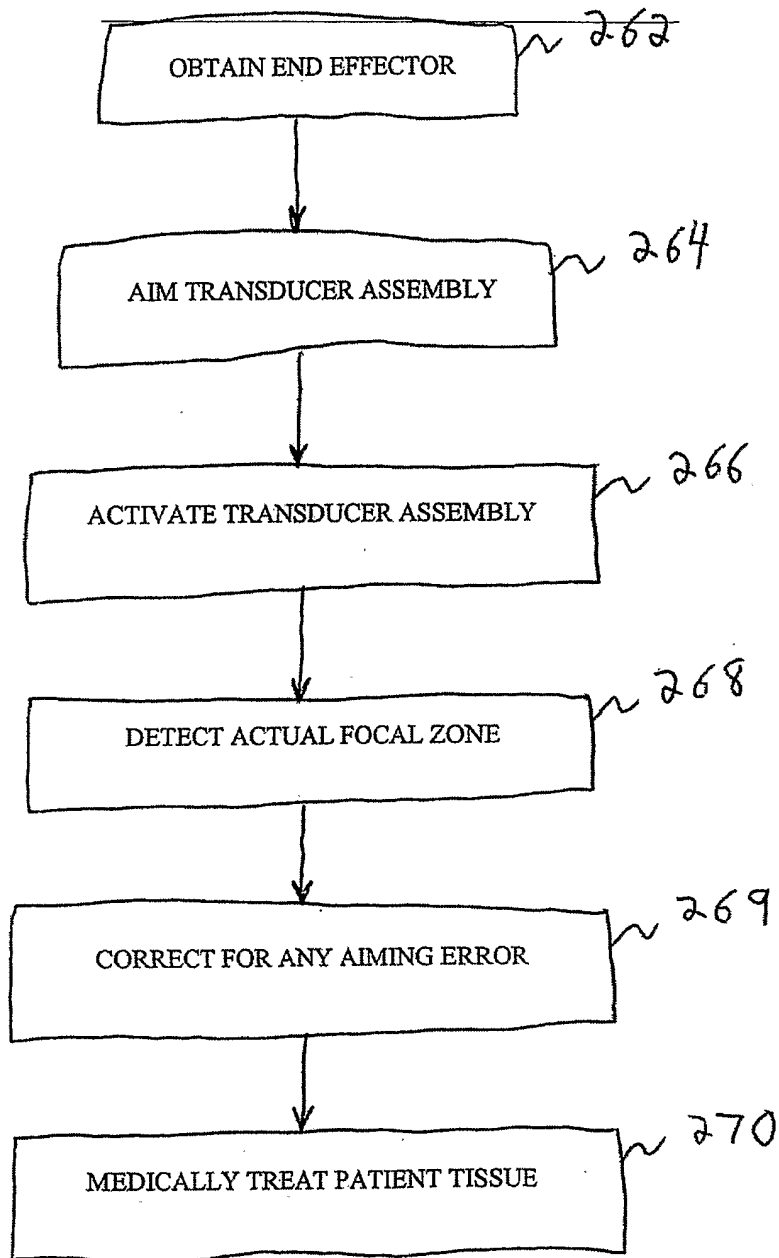 262
OBTAIN END EFFECTOR
264
AIM TRANSDUCER ASSEMBLY
266
ACTIVATE TRANSDUCER ASSEMBLY
268
DETECT ACTUAL FOCAL ZONE
269
CORRECT FOR ANY AIMING ERROR
270
MEDICALLY TREAT PATIENT TISSUE